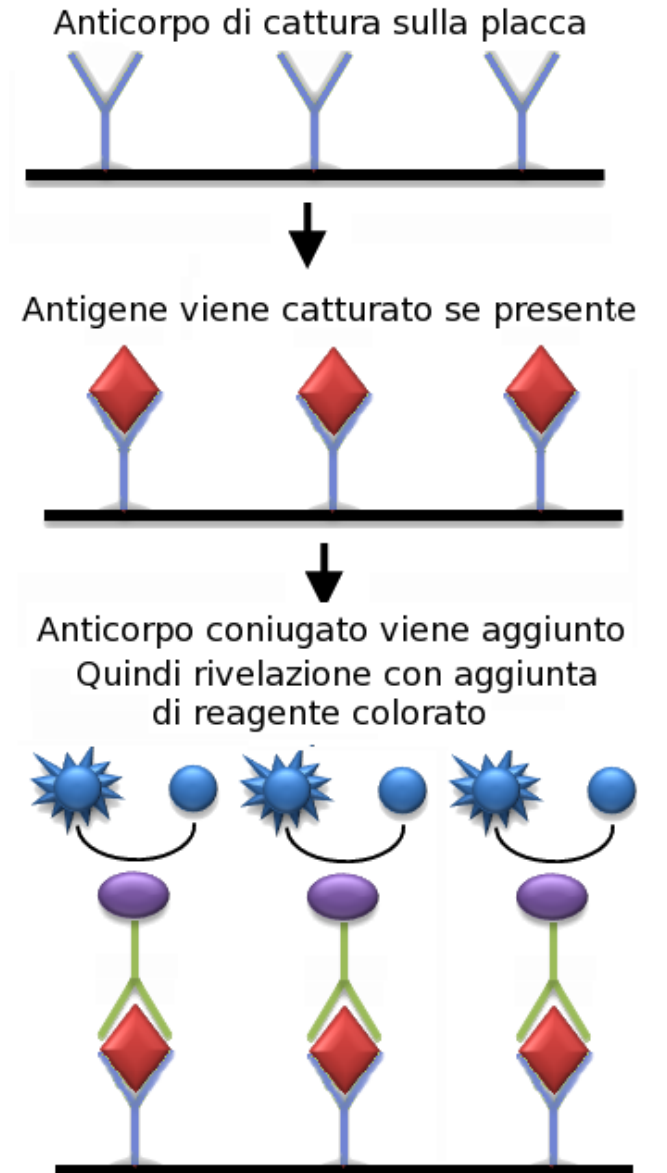 Anticorpo di cattura sulla placca
Antigene viene catturato se presente
Anticorpo coniugato viene aggiunto
Quindi rivelazione con aggiunta
di reagente colorato